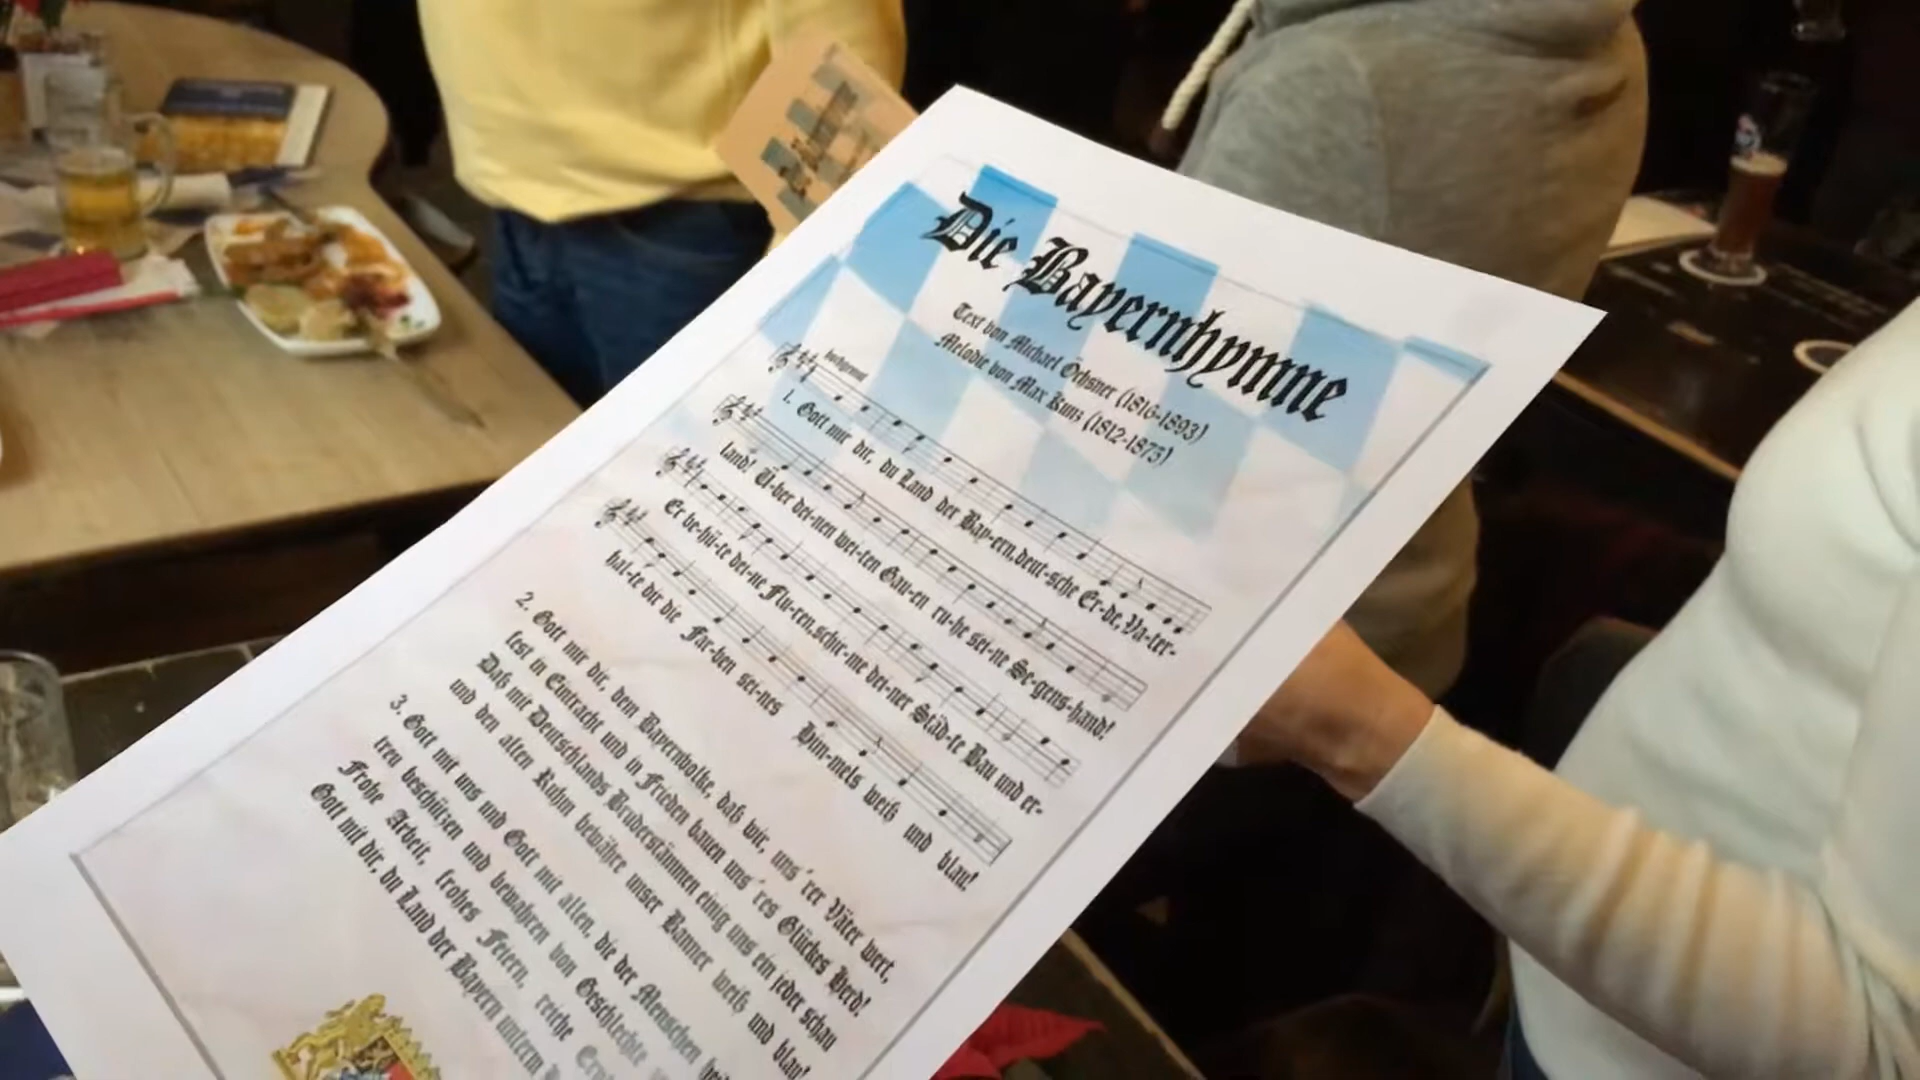 Die Bayernhymne
Text von Michael Öchsner (1816-1893)
Melodie von Max Kunz (1812-1875)
1. Gott mit dir, du Land der Bay-ern, deut-sche Er-de, Va-ter-
land! Ü-ber dei-nen wei-ten Gau-en ru-he sei-ne Se-gens-hand!
Er be-hü-te dei-ne Flu-ren, schir-me dei-ner Städ-te Bau und er-
hal-te dir die Far-ben sei-nes Him-mels weiß und blau!
2. Gott mit dir, dem Bayernvolke, daß wir, uns'rer Väter wert,
fest in Eintracht und in Frieden bauen uns'res Glückes Herd!
Daß mit Deutschlands Bruderstämmen einig uns ein jeder schau
und den alten Ruhm bewähre unser Banner weiß und blau!
3. Gott mit uns und Gott mit allen, die der Menschen
treu beschützen und bewahren von Geschlechte
Frohe Arbeit, frohes Feiern, reiche
Gott mit dir, du Land der Bayern unterm